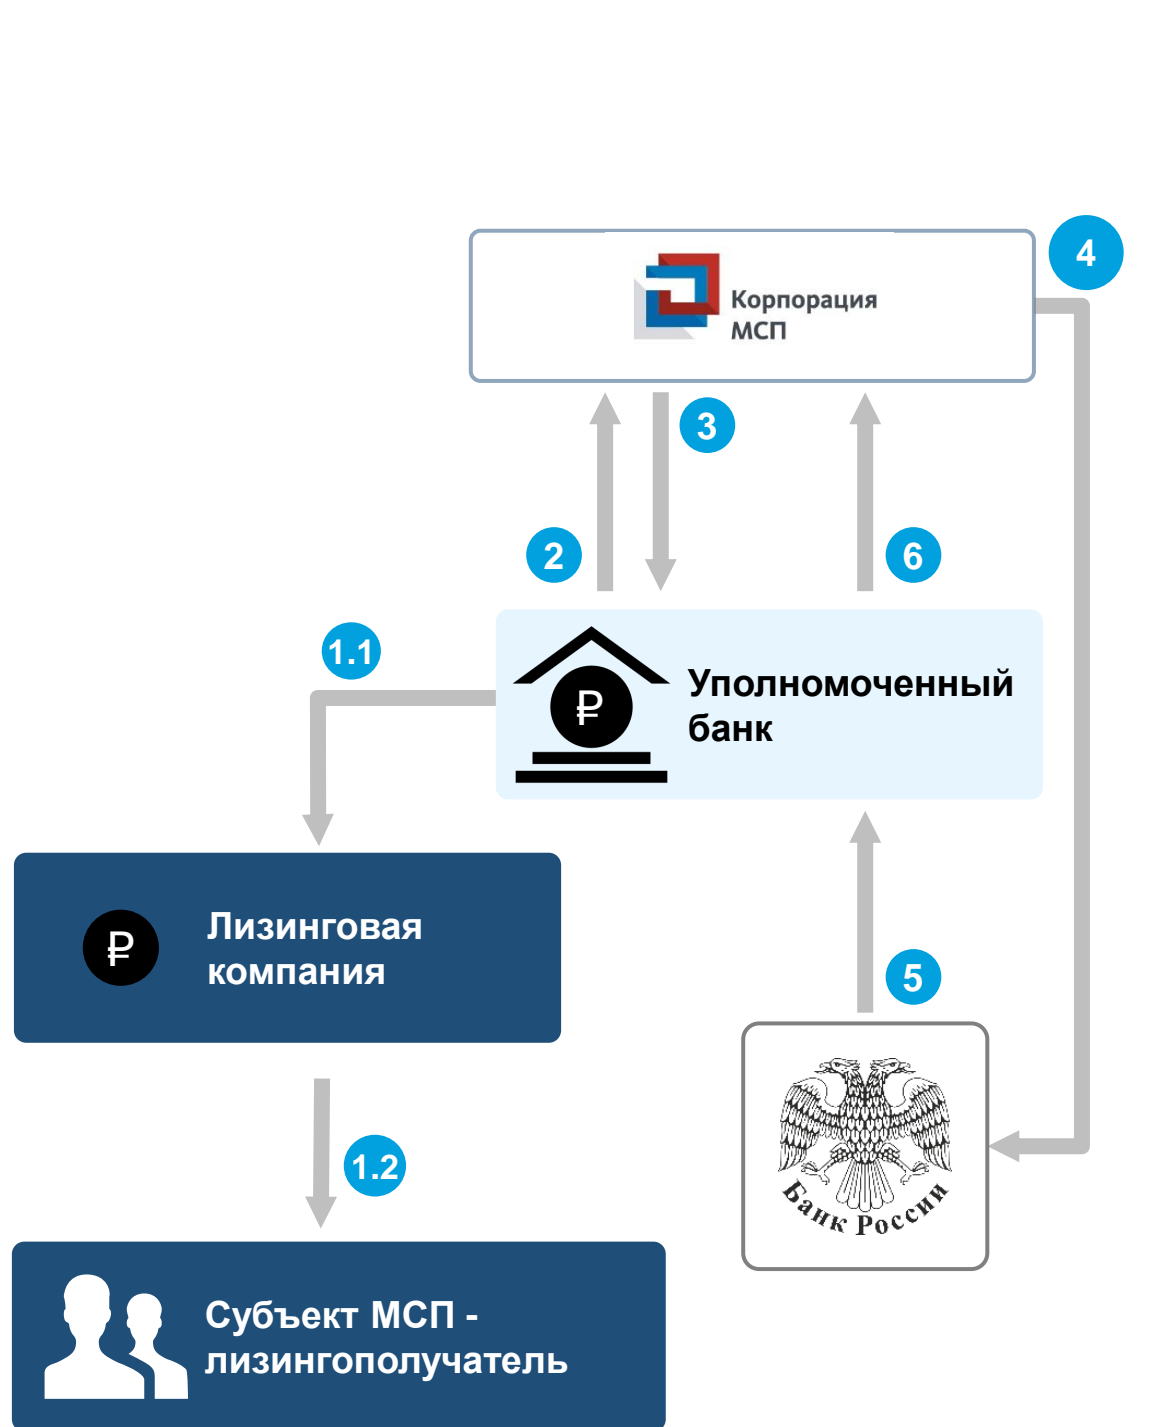 4
Корпорация
МСП
3
2
6
1.1
₽
Уполномоченный
банк
₽
Лизинговая
компания
5
1.2
Банк России
Субъект МСП -
лизингополучатель